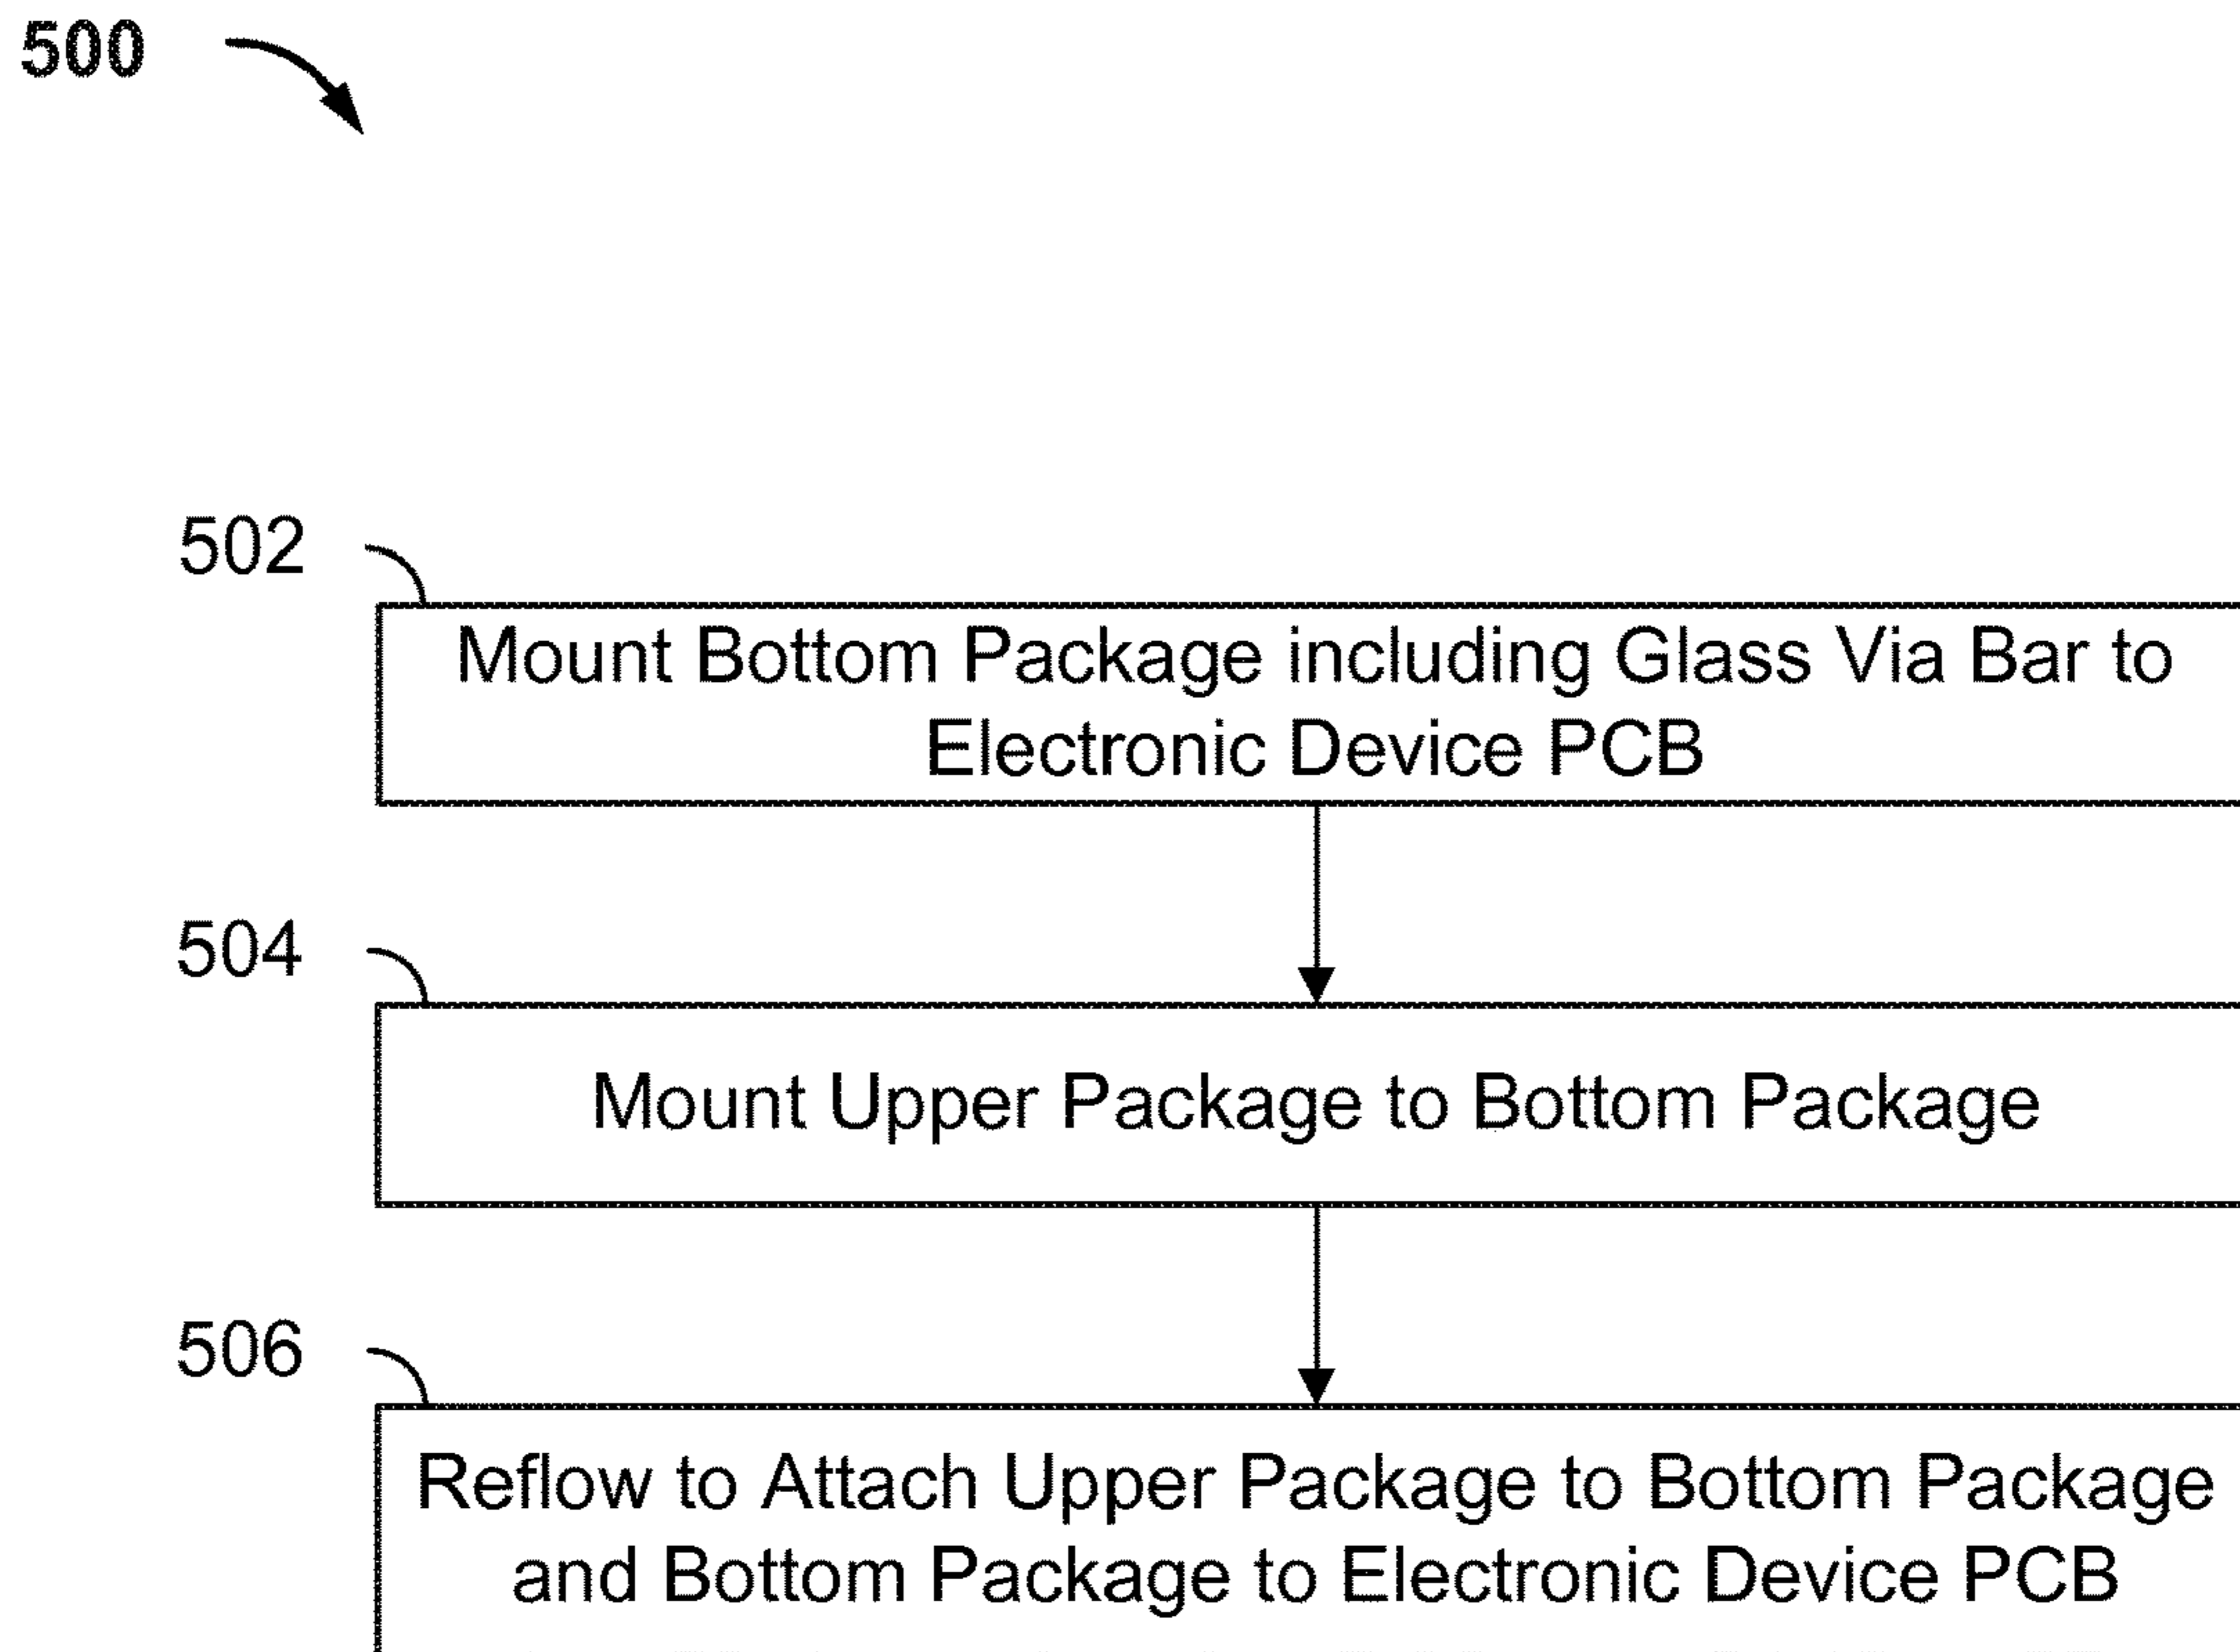 500
502
Mount Bottom Package including Glass Via Bar to
Electronic Device PCB
504
Mount Upper Package to Bottom Package
506
Reflow to Attach Upper Package to Bottom Package
and Bottom Package to Electronic Device PCB